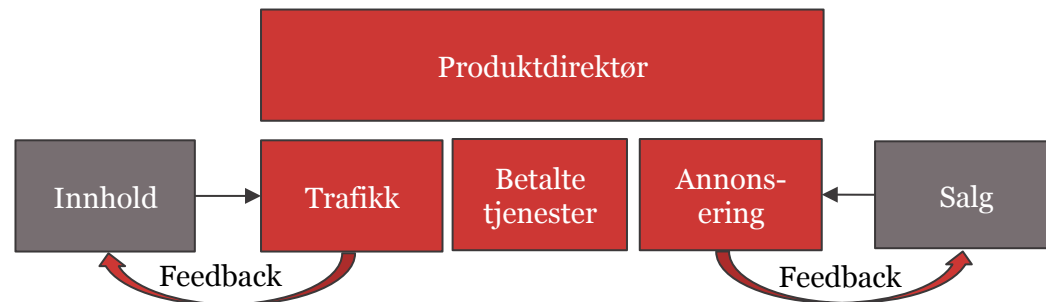 Produktdirektør
Innhold
Trafikk
Betalte
tjenester
Annons-
ering
Salg
Feedback
Feedback